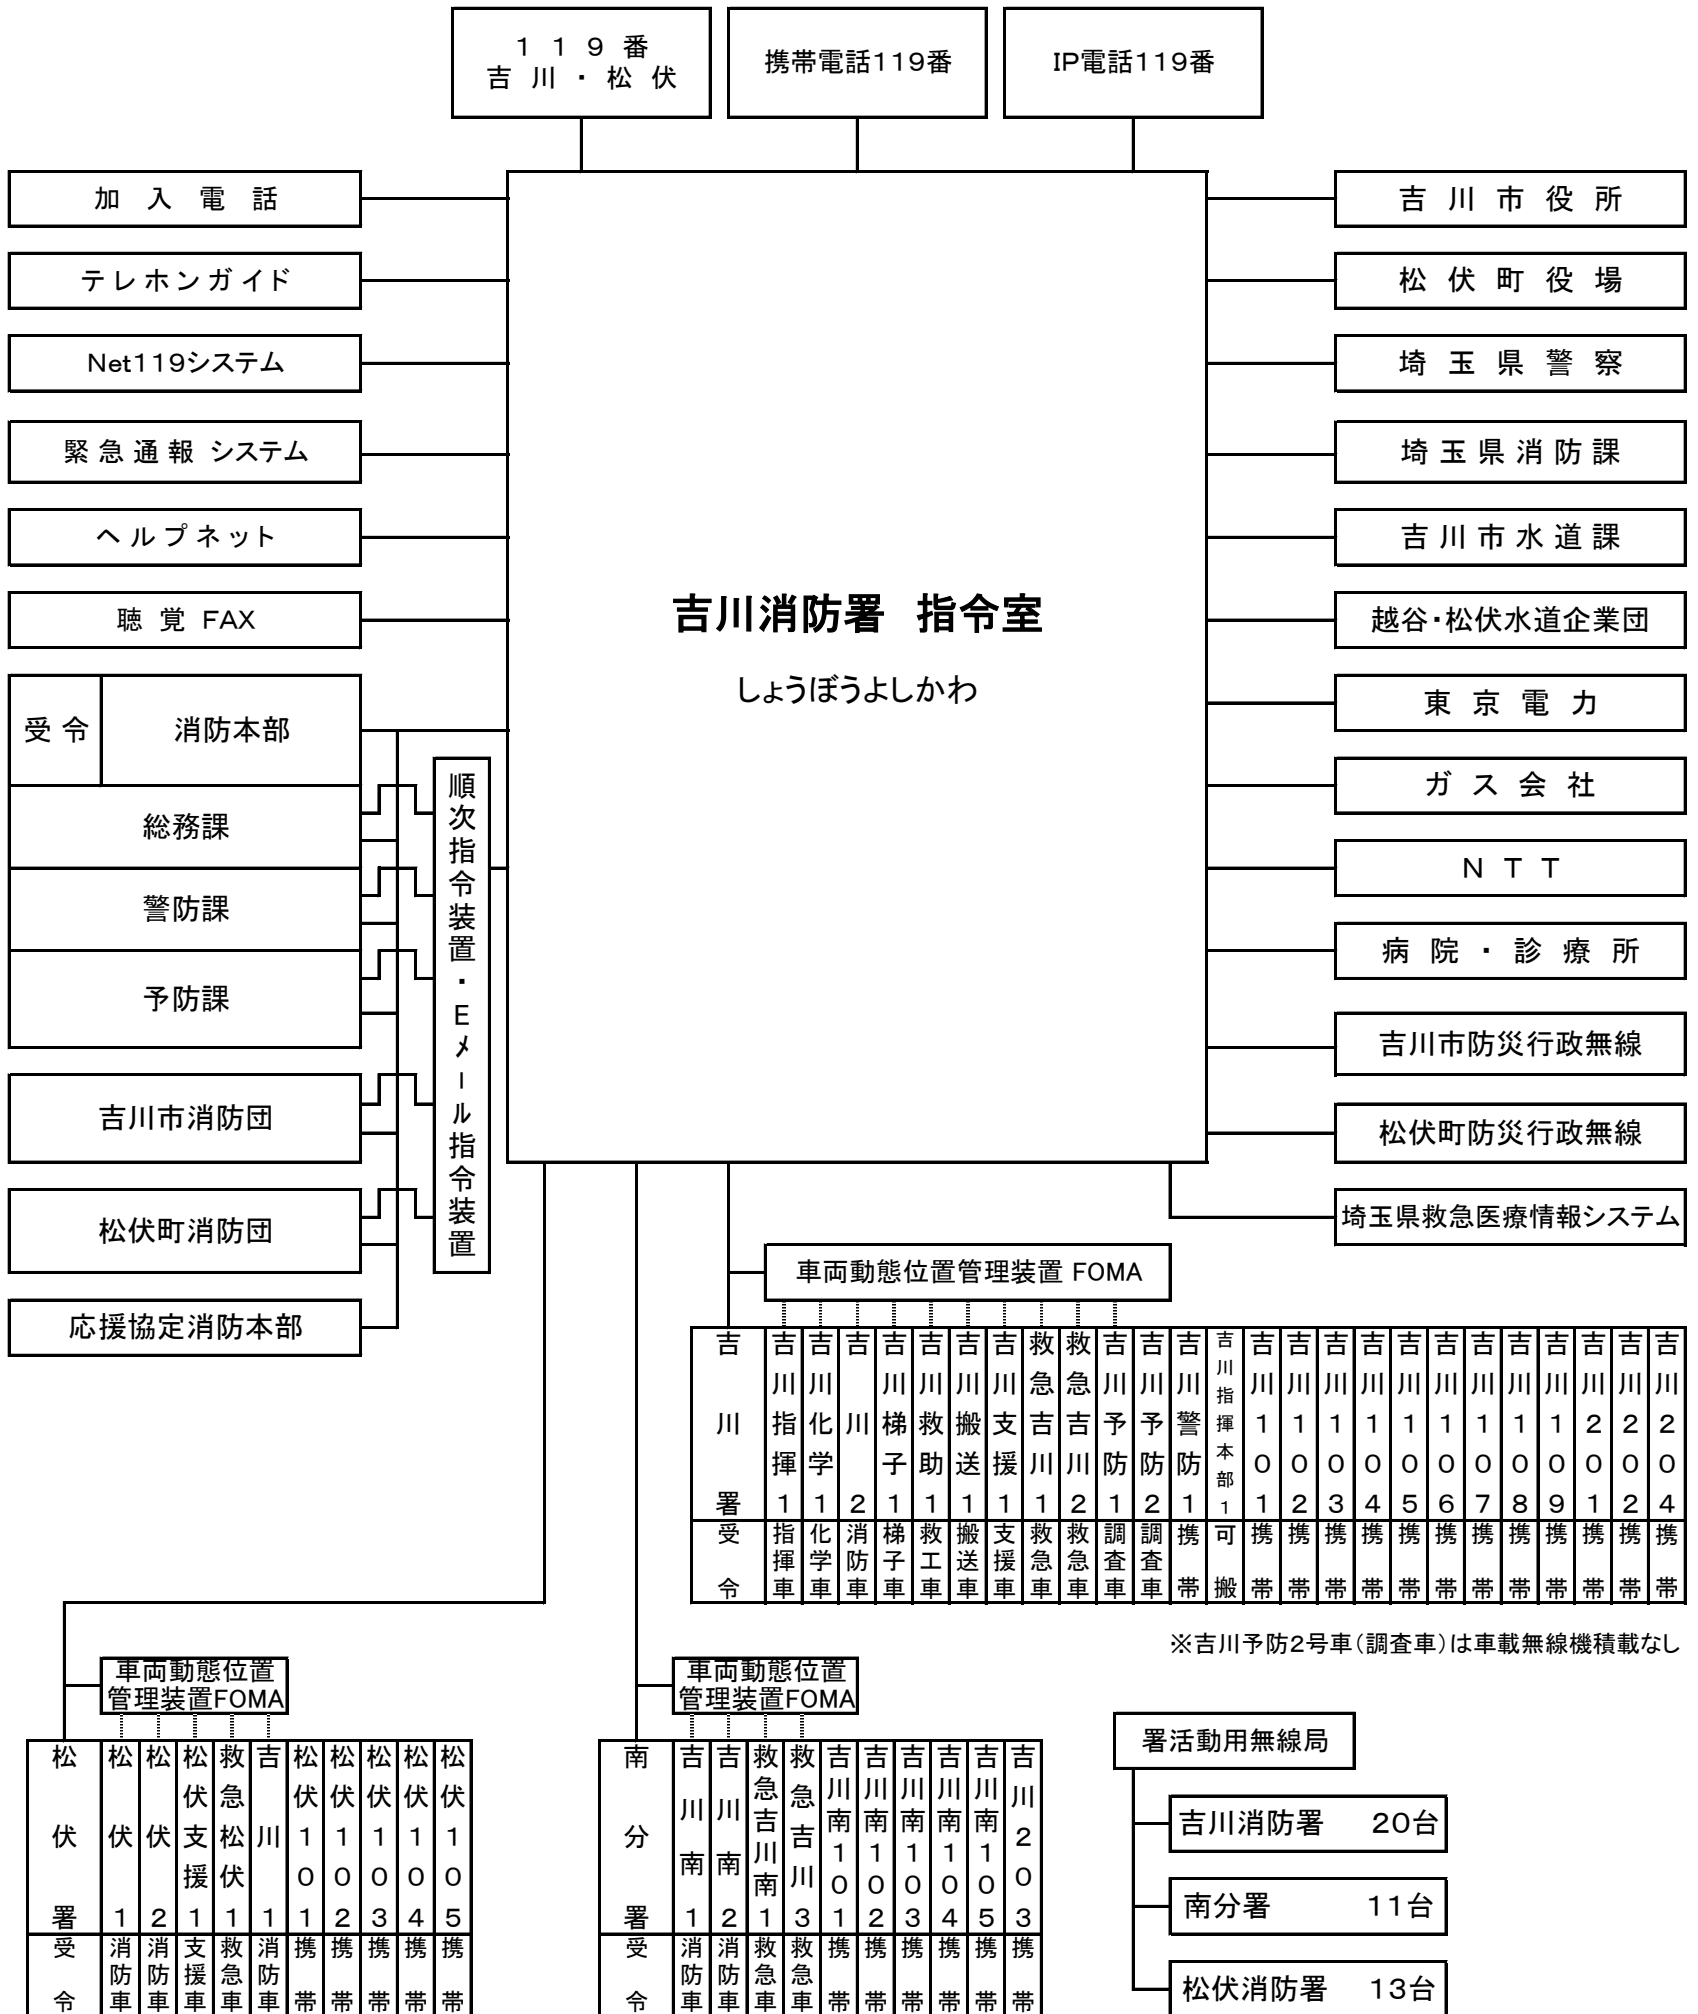 １１９番
吉川・松伏
携帯電話119番
IP電話119番
加入電話
テレホンガイド
Net119システム
緊急通報 システム
ヘルプネット
聴覚 FAX
受令
消防本部
総務課
警防課
予防課
吉川市消防団
松伏町消防団
応援協定消防本部
順次指令装置・Eメール指令装置
吉川消防署 指令室
しょうぼうよしかわ
吉川市役所
松伏町役場
埼玉県警察
埼玉県消防課
吉川市水道課
越谷・松伏水道企業団
東京電力
ガス会社
ＮＴＴ
病院・診療所
吉川市防災行政無線
松伏町防災行政無線
埼玉県救急医療情報システム
車両動態位置管理装置 FOMA
吉川署
受令
吉川指揮1
指揮車
吉川化学1
化学車
吉川2
消防車
吉川梯子1
梯子車
吉川救助1
救工車
吉川搬送1
搬送車
吉川支援1
支援車
救急吉川1
救急車
救急吉川2
救急車
吉川予防1
調査車
吉川予防2
調査車
吉川警防1
携帯
吉川指揮本部1
可搬
吉川101
携帯
吉川102
携帯
吉川103
携帯
吉川104
携帯
吉川105
携帯
吉川106
携帯
吉川107
携帯
吉川108
携帯
吉川109
携帯
吉川201
携帯
吉川202
携帯
吉川204
携帯
※吉川予防2号車(調査車)は車載無線機積載なし
車両動態位置
管理装置FOMA
松伏署
受令
松伏1
消防車
松伏2
消防車
松伏支援1
支援車
救急松伏1
救急車
吉川1
消防車
松伏101
携帯
松伏102
携帯
松伏103
携帯
松伏104
携帯
松伏105
携帯
車両動態位置
管理装置FOMA
南分署
受令
吉川南1
消防車
吉川南2
消防車
救急吉川南1
救急車
救急吉川3
救急車
吉川南101
携帯
吉川南102
携帯
吉川南103
携帯
吉川南104
携帯
吉川南105
携帯
吉川203
携帯
署活動用無線局
吉川消防署 20台
南分署 11台
松伏消防署 13台